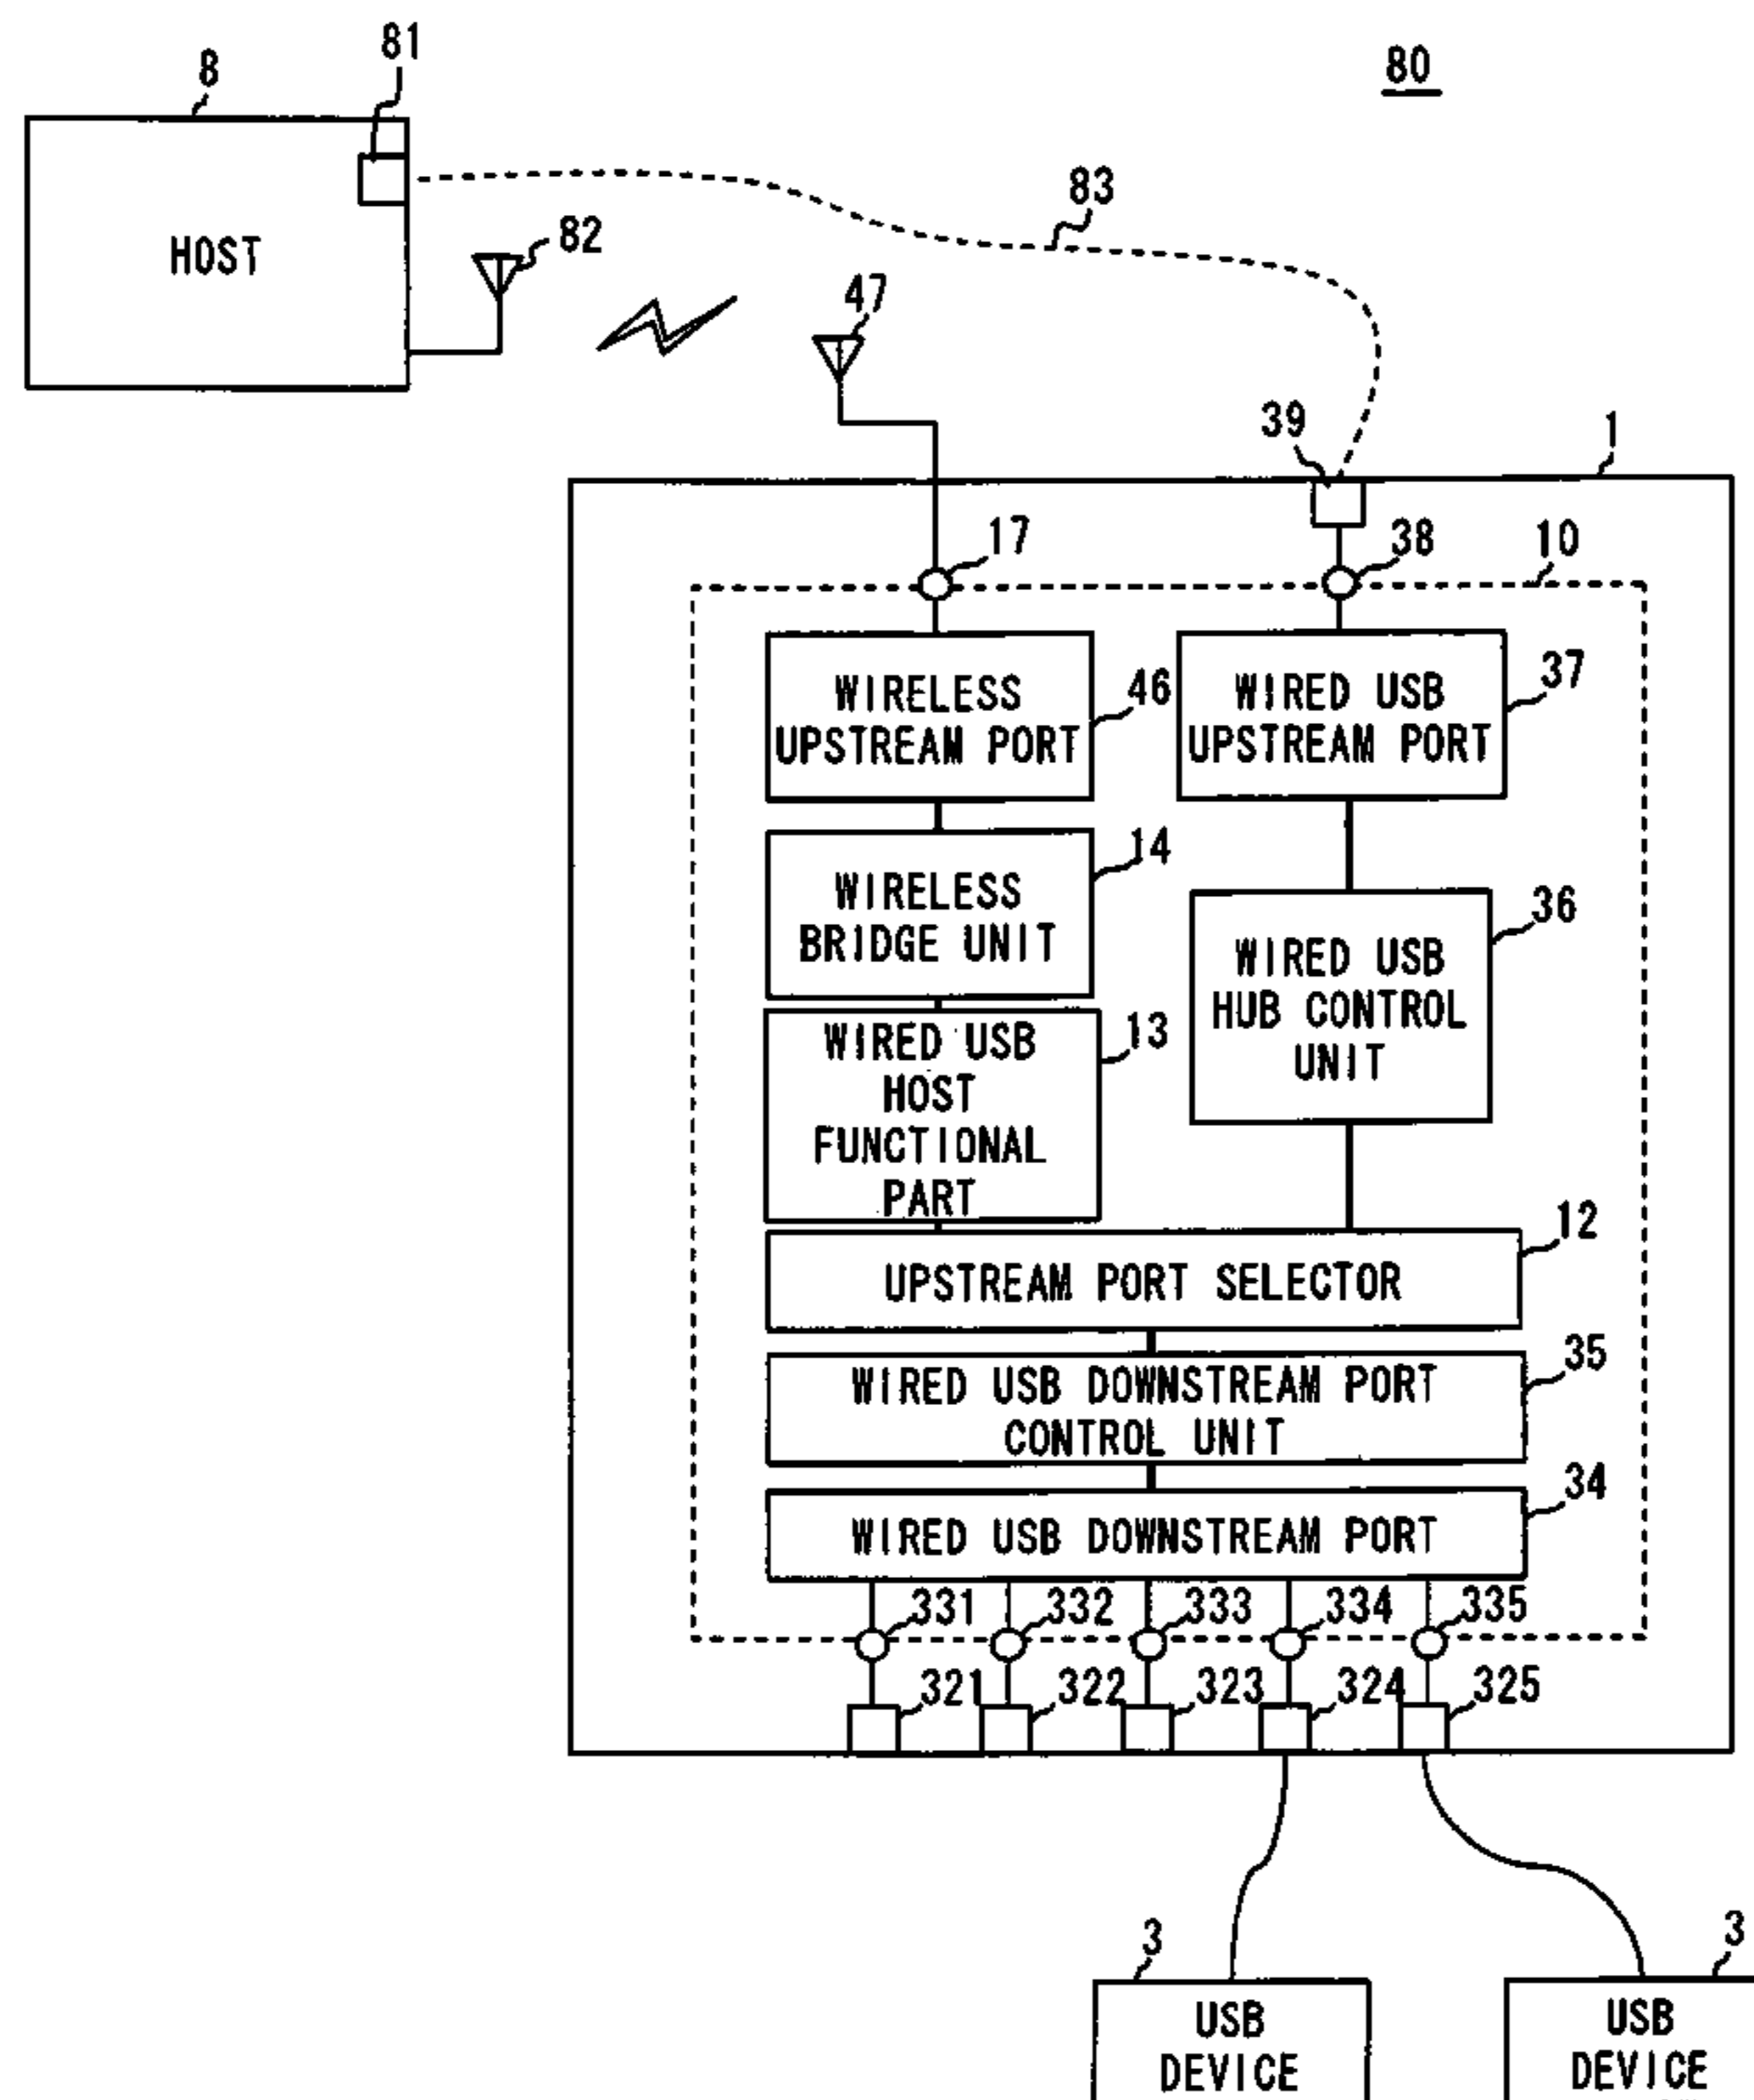 81
8
80
83
HOST
82
47
39
1
17
38
10
WIRELESS
UPSTREAM PORT
46
WIRED USB
UPSTREAM PORT
37
14
WIRELESS
BRIDGE UNIT
36
WIRED USB
HUB CONTROL
UNIT
13
WIRED USB
HOST
FUNCTIONAL
PART
12
UPSTREAM PORT SELECTOR
35
WIRED USB DOWNSTREAM PORT
CONTROL UNIT
34
WIRED USB DOWNSTREAM PORT
331
332
333
334
335
321
322
323
324
325
3
3
USB
DEVICE
USB
DEVICE